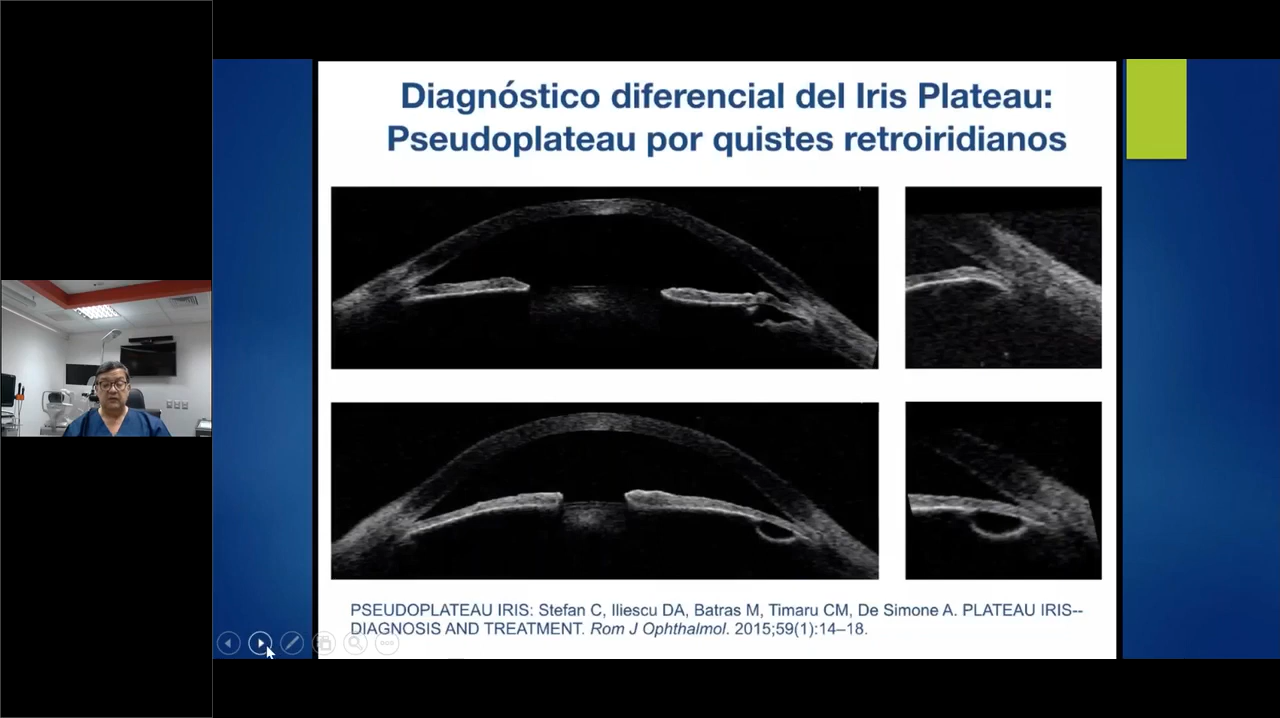 Diagnóstico diferencial del Iris Plateau:
Pseudoplateau por quistes retroiridianos
PSEUDOPLATEAU IRIS: Stefan C, Iliescu DA, Batras M, Timaru CM, De Simone A. PLATEAU IRIS--
DIAGNOSIS AND TREATMENT. Rom J Ophthalmol. 2015;59(1):14–18.